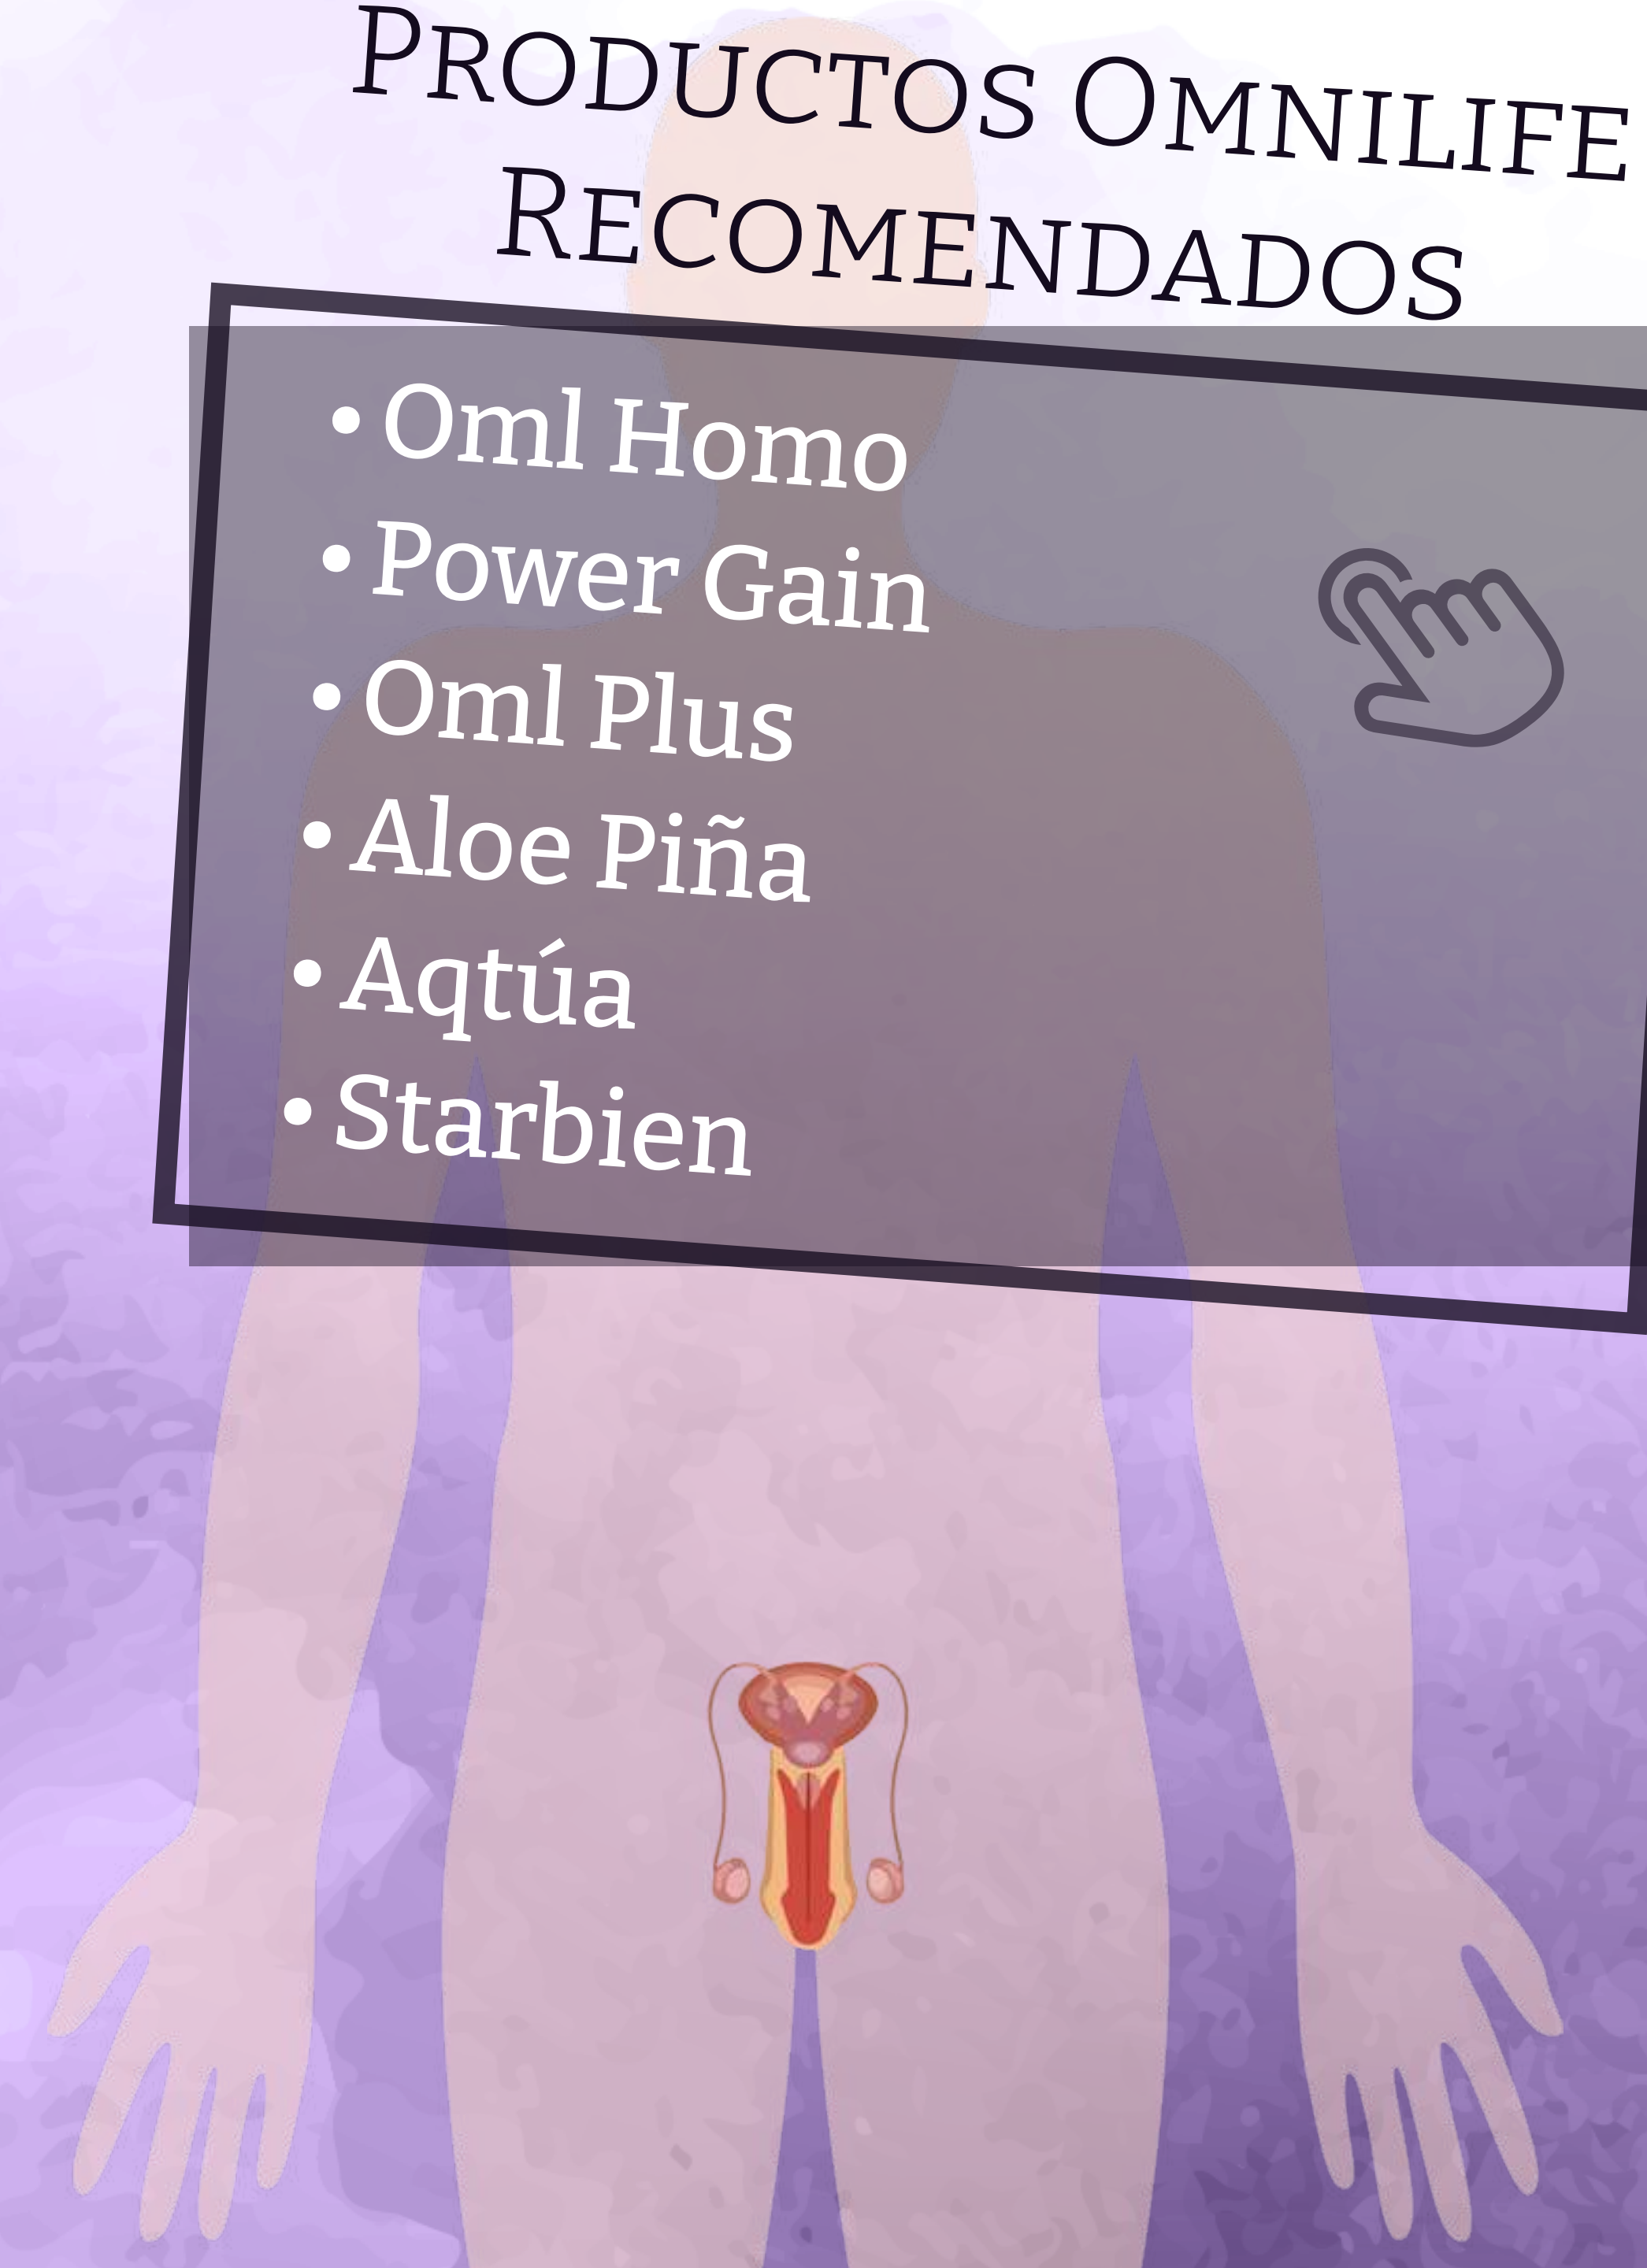 Productos Omnilife
Recomendados
• Oml Homo
• Power Gain
• Oml Plus
• Aloe Piña
• Aqtúa
• Starbien